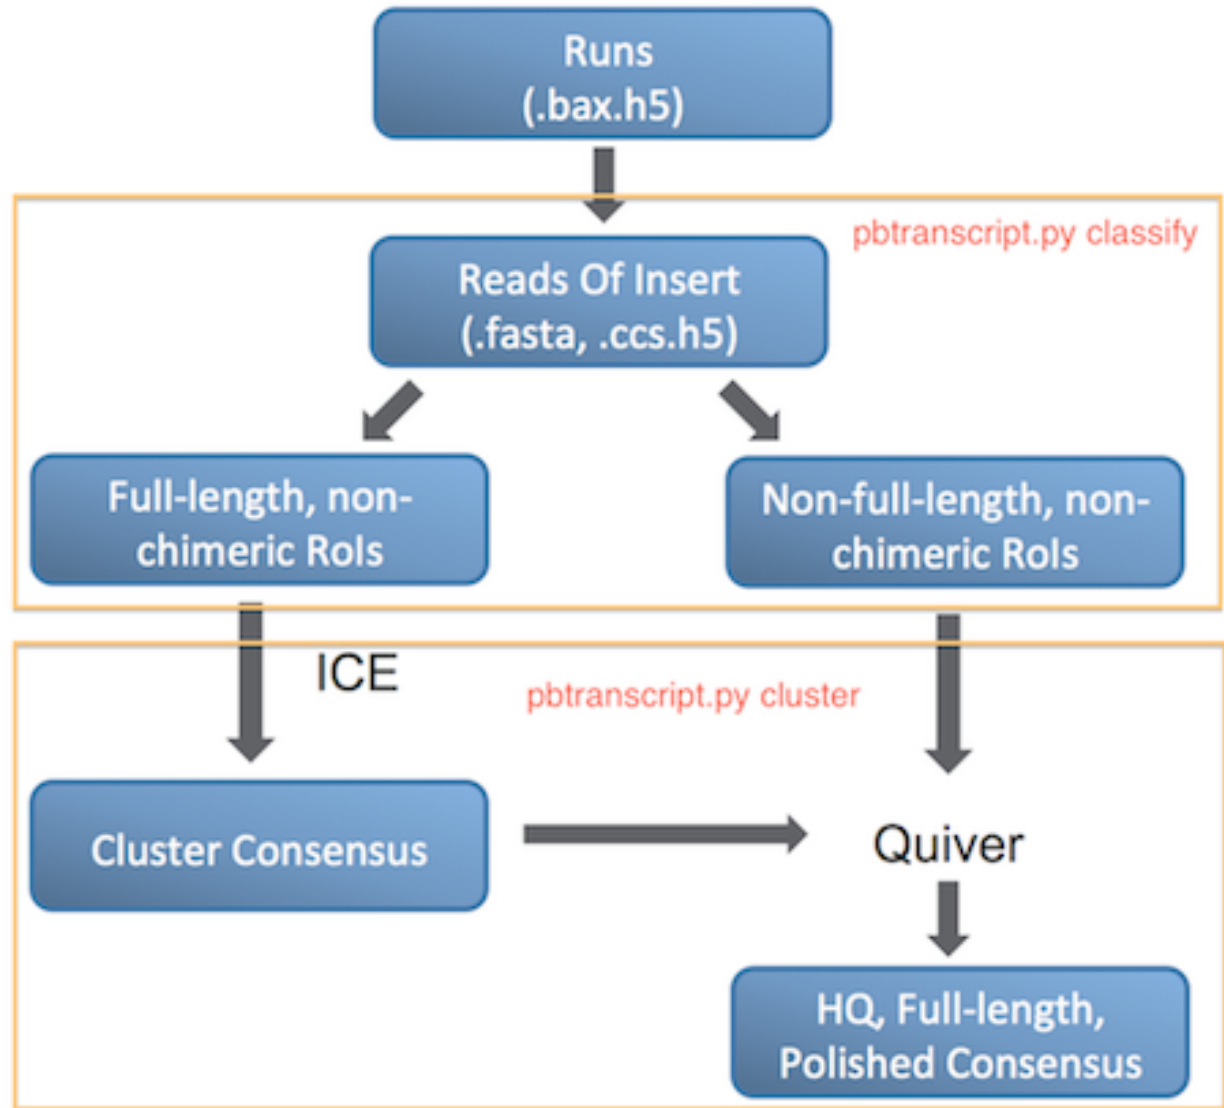 Runs
(.bax.h5)
pbtranscript.py classify
Reads Of Insert
(.fasta, .ccs.h5)
Full-length, non-
chimeric RoIs
Non-full-length, non-
chimeric RoIs
ICE
pbtranscript.py cluster
Cluster Consensus
Quiver
HQ, Full-length,
Polished Consensus